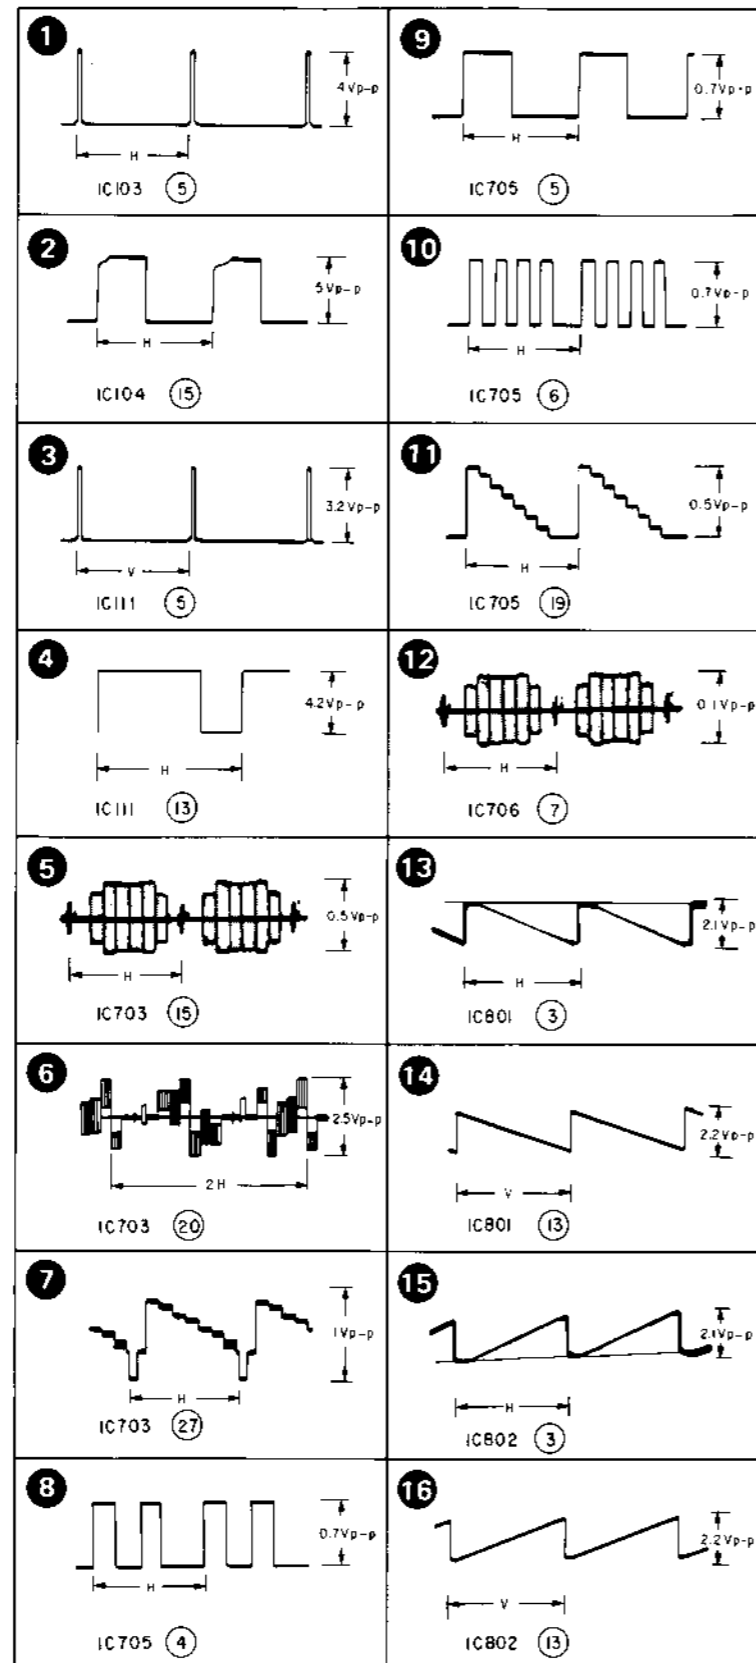 1
4Vp-p
H
IC103 5
2
5Vp-p
H
IC104 15
3
3.2Vp-p
V
IC111 5
4
4.2Vp-p
H
IC111 13
5
0.5Vp-p
H
IC703 15
6
2.5Vp-p
2H
IC703 20
7
1Vp-p
H
IC703 27
8
0.7Vp-p
H
IC705 4
9
0.7Vp-p
H
IC705 5
10
0.7Vp-p
H
IC705 6
11
0.5Vp-p
H
IC705 19
12
0.1Vp-p
H
IC706 7
13
2.1Vp-p
H
IC801 3
14
2.2Vp-p
V
IC801 13
15
2.1Vp-p
H
IC802 3
16
2.2Vp-p
V
IC802 13